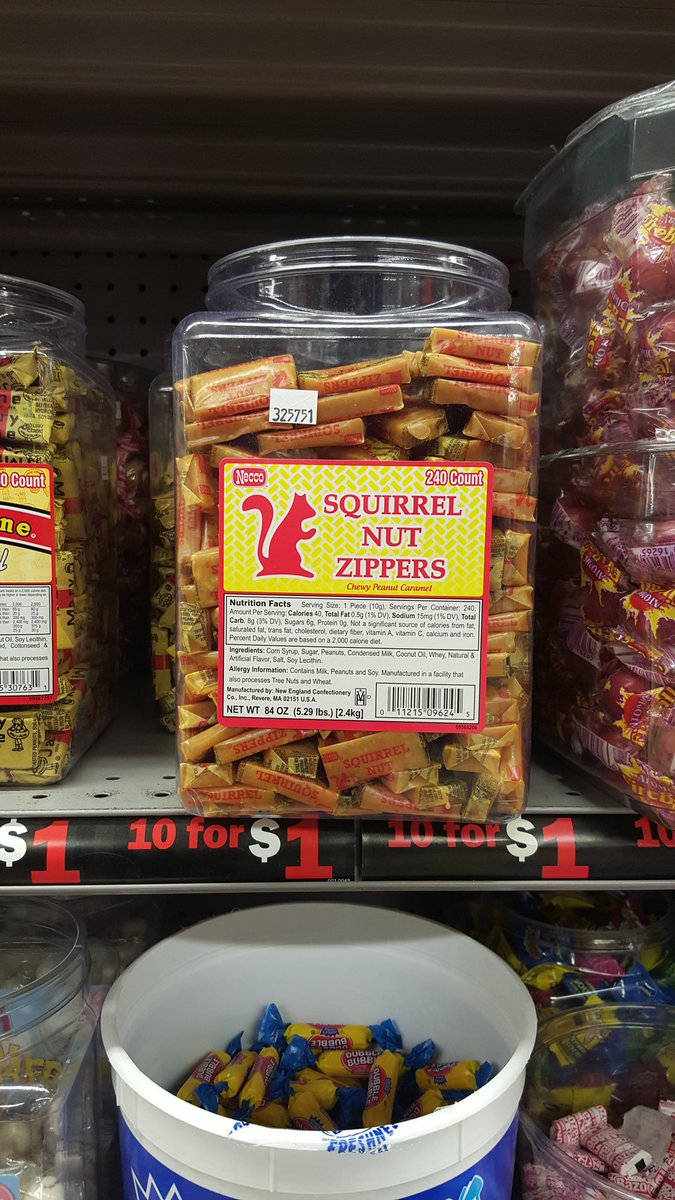 325751
Necco
240 Count
SQUIRREL
NUT
ZIPPERS
Chewy Peanut Caramel
Nutrition Facts Serving Size: 1 Piece (10g), Servings Per Container: 240,
Amount Per Serving: Calories 40, Total Fat 0.5g (1% DV), Sodium 15mg (1% DV), Total
Carb. 8g (3% DV), Sugars 6g, Protein 0g. Not a significant source of calories from fat,
saturated fat, trans fat, cholesterol, dietary fiber, vitamin A, vitamin C, calcium and iron.
Percent Daily Values are based on a 2,000 calorie diet.
Ingredients: Corn Syrup, Sugar, Peanuts, Condensed Milk, Coconut Oil, Whey, Natural &
Artificial Flavor, Salt, Soy Lecithin.
Allergy Information: Contains Milk, Peanuts and Soy. Manufactured in a facility that
also processes Tree Nuts and Wheat.
Manufactured by: New England Confectionery
Co., Inc., Revere, MA 02151 U.S.A.
NET WT 84 OZ (5.29 lbs.) [2.4kg]
0 11215 09624 5
SQUIRREL NUT
ZIPPERS
SQUIRREL
NUT
0 Count
30763
$1
10 for $1
10 for $1
10
DUBBLE
BUBBLE